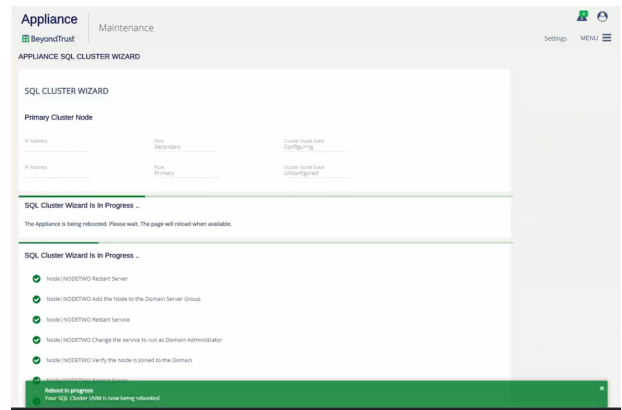 Appliance
Maintenance
BeyondTrust
Settings MENU
APPLIANCE SQL CLUSTER WIZARD
SQL CLUSTER WIZARD
Primary Cluster Node
IP Address Role Cluster Node State
Secondary Configuring
IP Address Role Cluster Node State
Primary Unconfigured
SQL Cluster Wizard Is In Progress ..
The Appliance is being rebooted. Please wait. The page will reload when available.
SQL Cluster Wizard Is In Progress ..
Node|NODETWO Restart Server
Node|NODETWO Add the Node to the Domain Server Group
Node|NODETWO Restart Service
Node|NODETWO Change the service to run as Domain Administrator
Node|NODETWO Verify the Node is Joined to the Domain
Node|NODETWO Restart Server
Reboot in progress
Your SQL Cluster UVM is now being rebooted